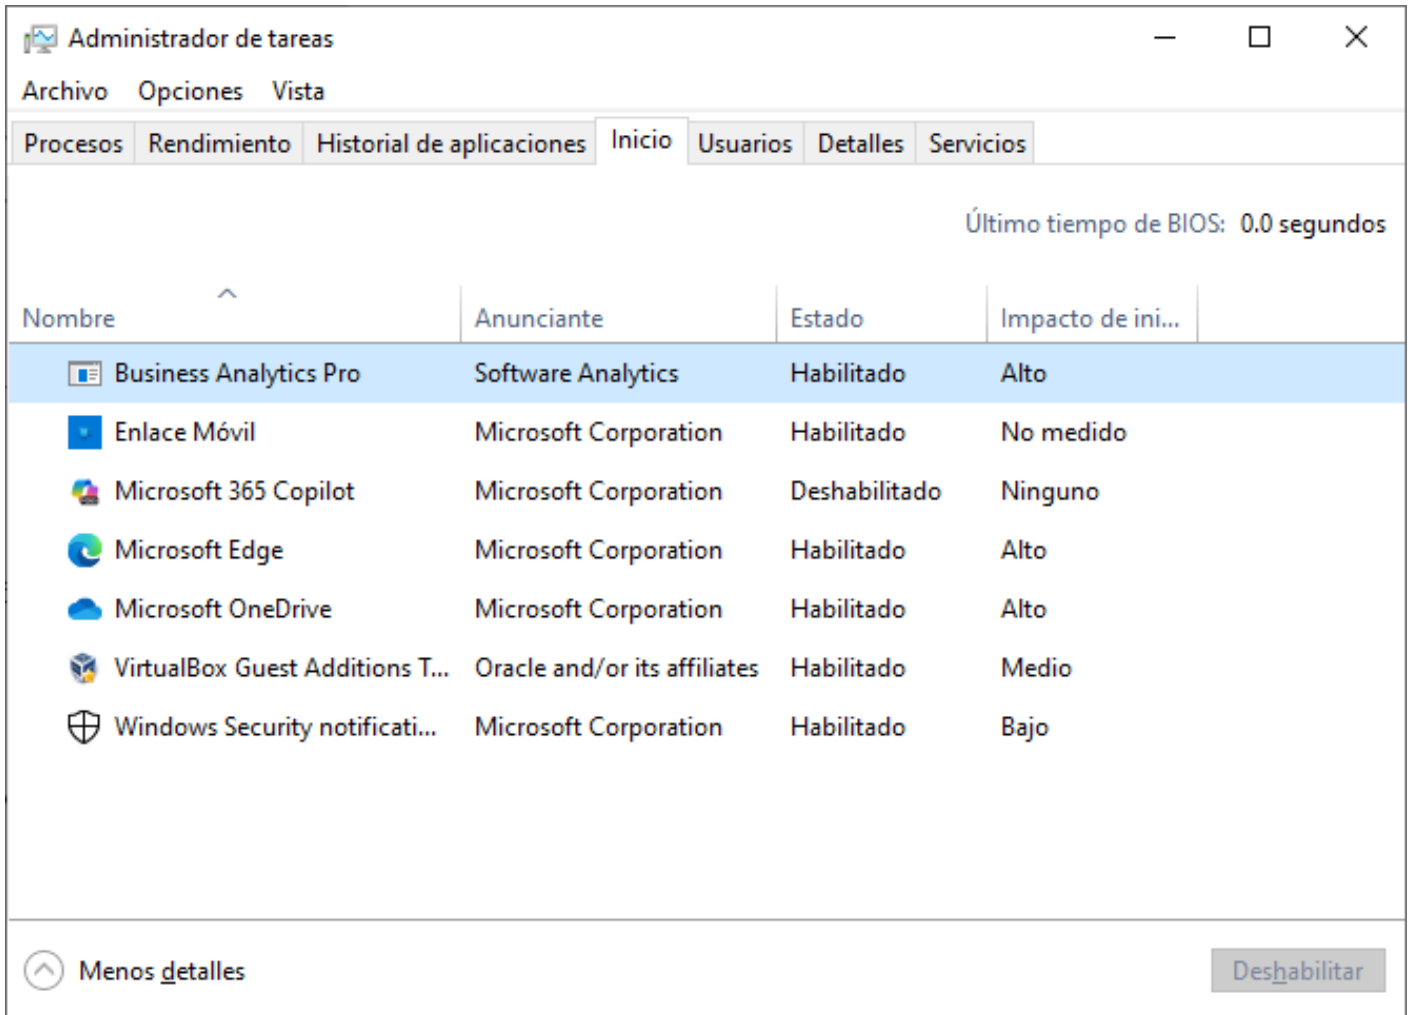 Administrador de tareas
Archivo Opciones Vista
Procesos Rendimiento Historial de aplicaciones Inicio Usuarios Detalles Servicios
Último tiempo de BIOS: 0.0 segundos
Nombre Anunciante Estado Impacto de ini...
Business Analytics Pro Software Analytics Habilitado Alto
Enlace Móvil Microsoft Corporation Habilitado No medido
Microsoft 365 Copilot Microsoft Corporation Deshabilitado Ninguno
Microsoft Edge Microsoft Corporation Habilitado Alto
Microsoft OneDrive Microsoft Corporation Habilitado Alto
VirtualBox Guest Additions T... Oracle and/or its affiliates Habilitado Medio
Windows Security notificati... Microsoft Corporation Habilitado Bajo
Menos detalles Deshabilitar